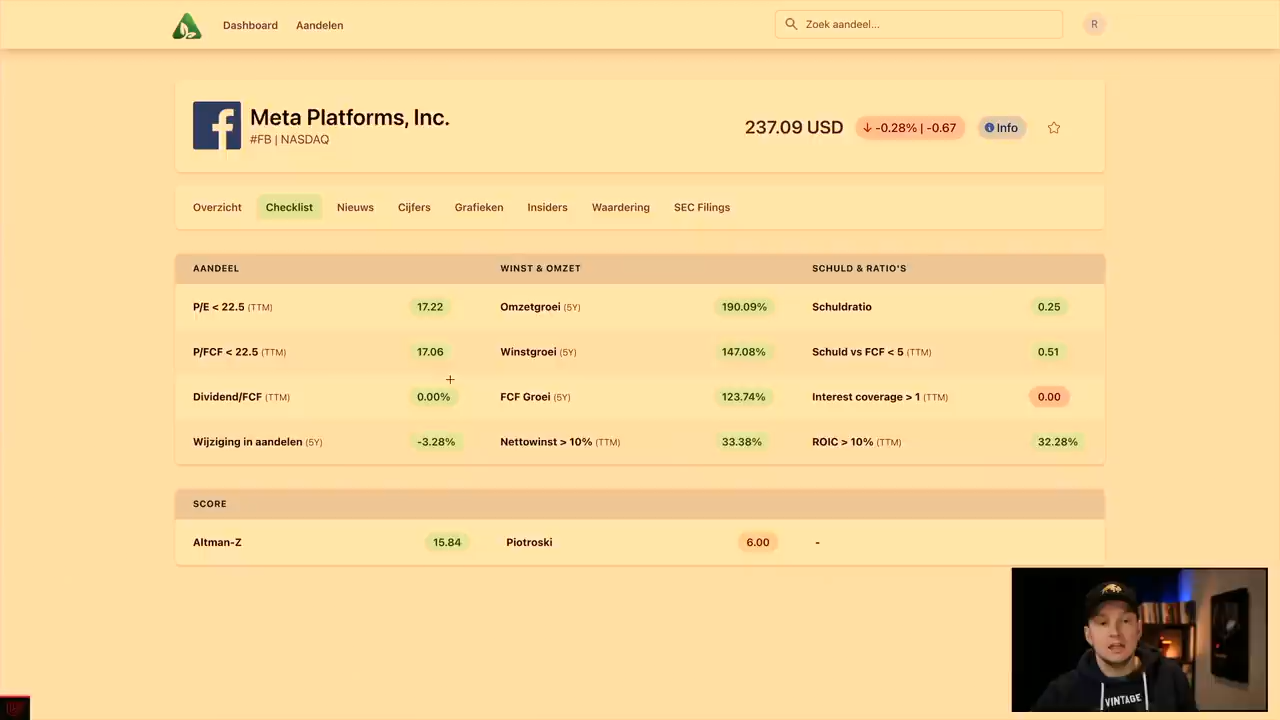 Dashboard Aandelen Zoek aandeel... R
Meta Platforms, Inc.
#FB | NASDAQ
237.09 USD -0.28% | -0.67 Info
Overzicht Checklist Nieuws Cijfers Grafieken Insiders Waardering SEC Filings
AANDEEL WINST & OMZET SCHULD & RATIO'S
P/E < 22.5 (TTM) 17.22 Omzetgroei (5Y) 190.09% Schuldratio 0.25
P/FCF < 22.5 (TTM) 17.06 Winstgroei (5Y) 147.08% Schuld vs FCF < 5 (TTM) 0.51
Dividend/FCF (TTM) 0.00% FCF Groei (5Y) 123.74% Interest coverage > 1 (TTM) 0.00
Wijziging in aandelen (5Y) -3.28% Nettowinst > 10% (TTM) 33.38% ROIC > 10% (TTM) 32.28%
SCORE
Altman-Z 15.84 Piotroski 6.00 -
VINTAGE